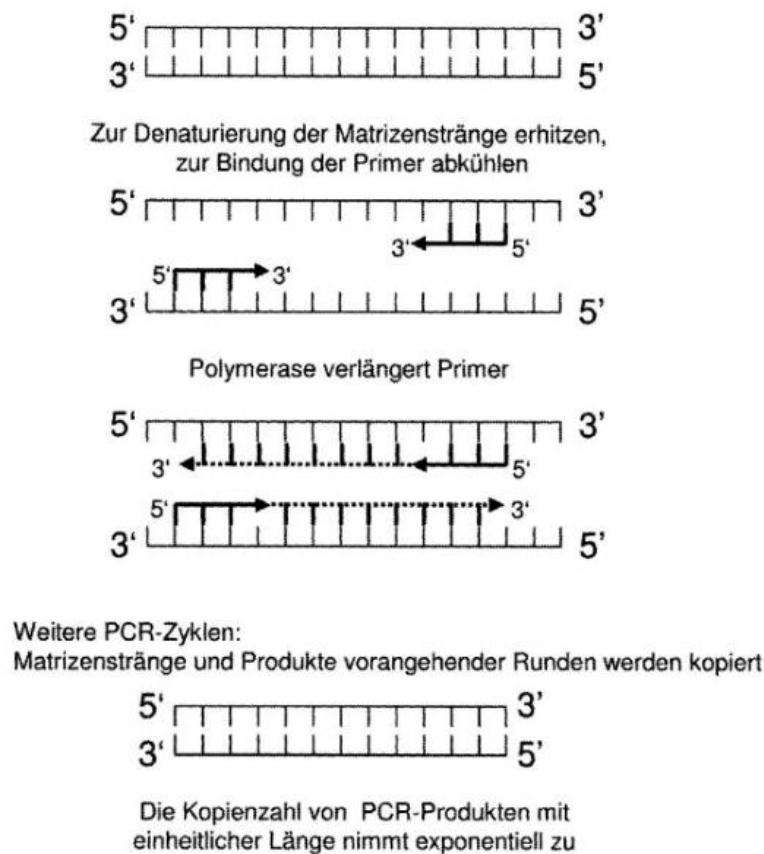 5‘ 3’
3‘ 5’
Zur Denaturierung der Matrizenstränge erhitzen,
zur Bindung der Primer abkühlen
5‘ 3’
3‘ 5‘
5‘ 3‘
3‘ 5’
Polymerase verlängert Primer
5‘ 3’
3‘ 5‘
5‘ 3‘
3‘ 5’
Weitere PCR-Zyklen:
Matrizenstränge und Produkte vorangehender Runden werden kopiert
5‘ 3’
3‘ 5’
Die Kopienzahl von PCR-Produkten mit
einheitlicher Länge nimmt exponentiell zu